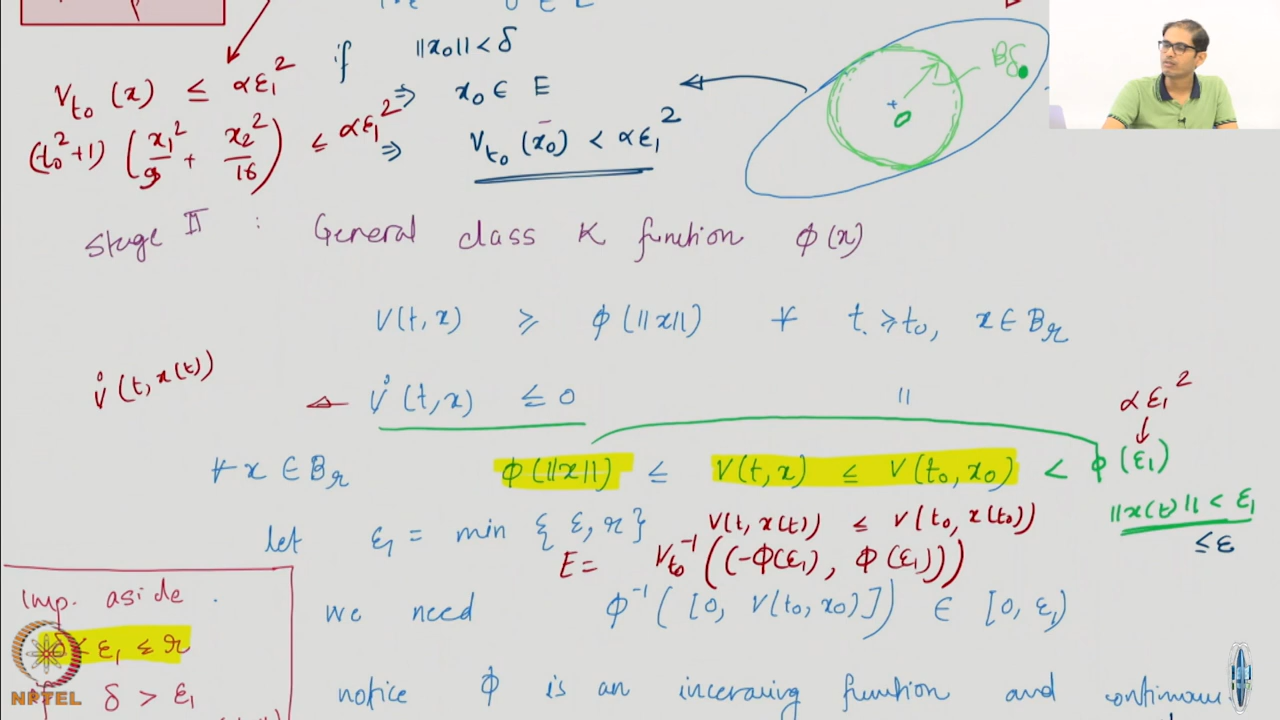 if ||x₀|| < δ
V_{t₀}(x) ≤ αε₁² ⇒ x₀ ∈ E
(t₀²+1) (x₁²/9 + x₂²/16) ≤ αε₁² ⇒ V_{t₀}(x₀) < αε₁²
Bδ
0
Stage II : General class K function φ(x)
V(t,x) ≥ φ(||x||) ∀ t ≥ t₀, x ∈ B_r
V̇(t, x(t))
V̇(t,x) ≤ 0 "
αε₁²
∀ x ∈ B_r φ(||x||) ≤ V(t,x) ≤ V(t₀,x₀) < φ(ε₁)
||x(t)|| < ε₁
≤ ε
let ε₁ = min {ε, r} V(t, x(t)) ≤ V(t₀, x(t₀))
E = V_{t₀}⁻¹((-φ(ε₁), φ(ε₁)))
Imp. aside.
we need φ⁻¹([0, V(t₀,x₀)]) ∈ [0, ε₁)
δ < ε₁ ≤ r
δ > ε₁
notice φ is an increaring function and continuous
NPTEL